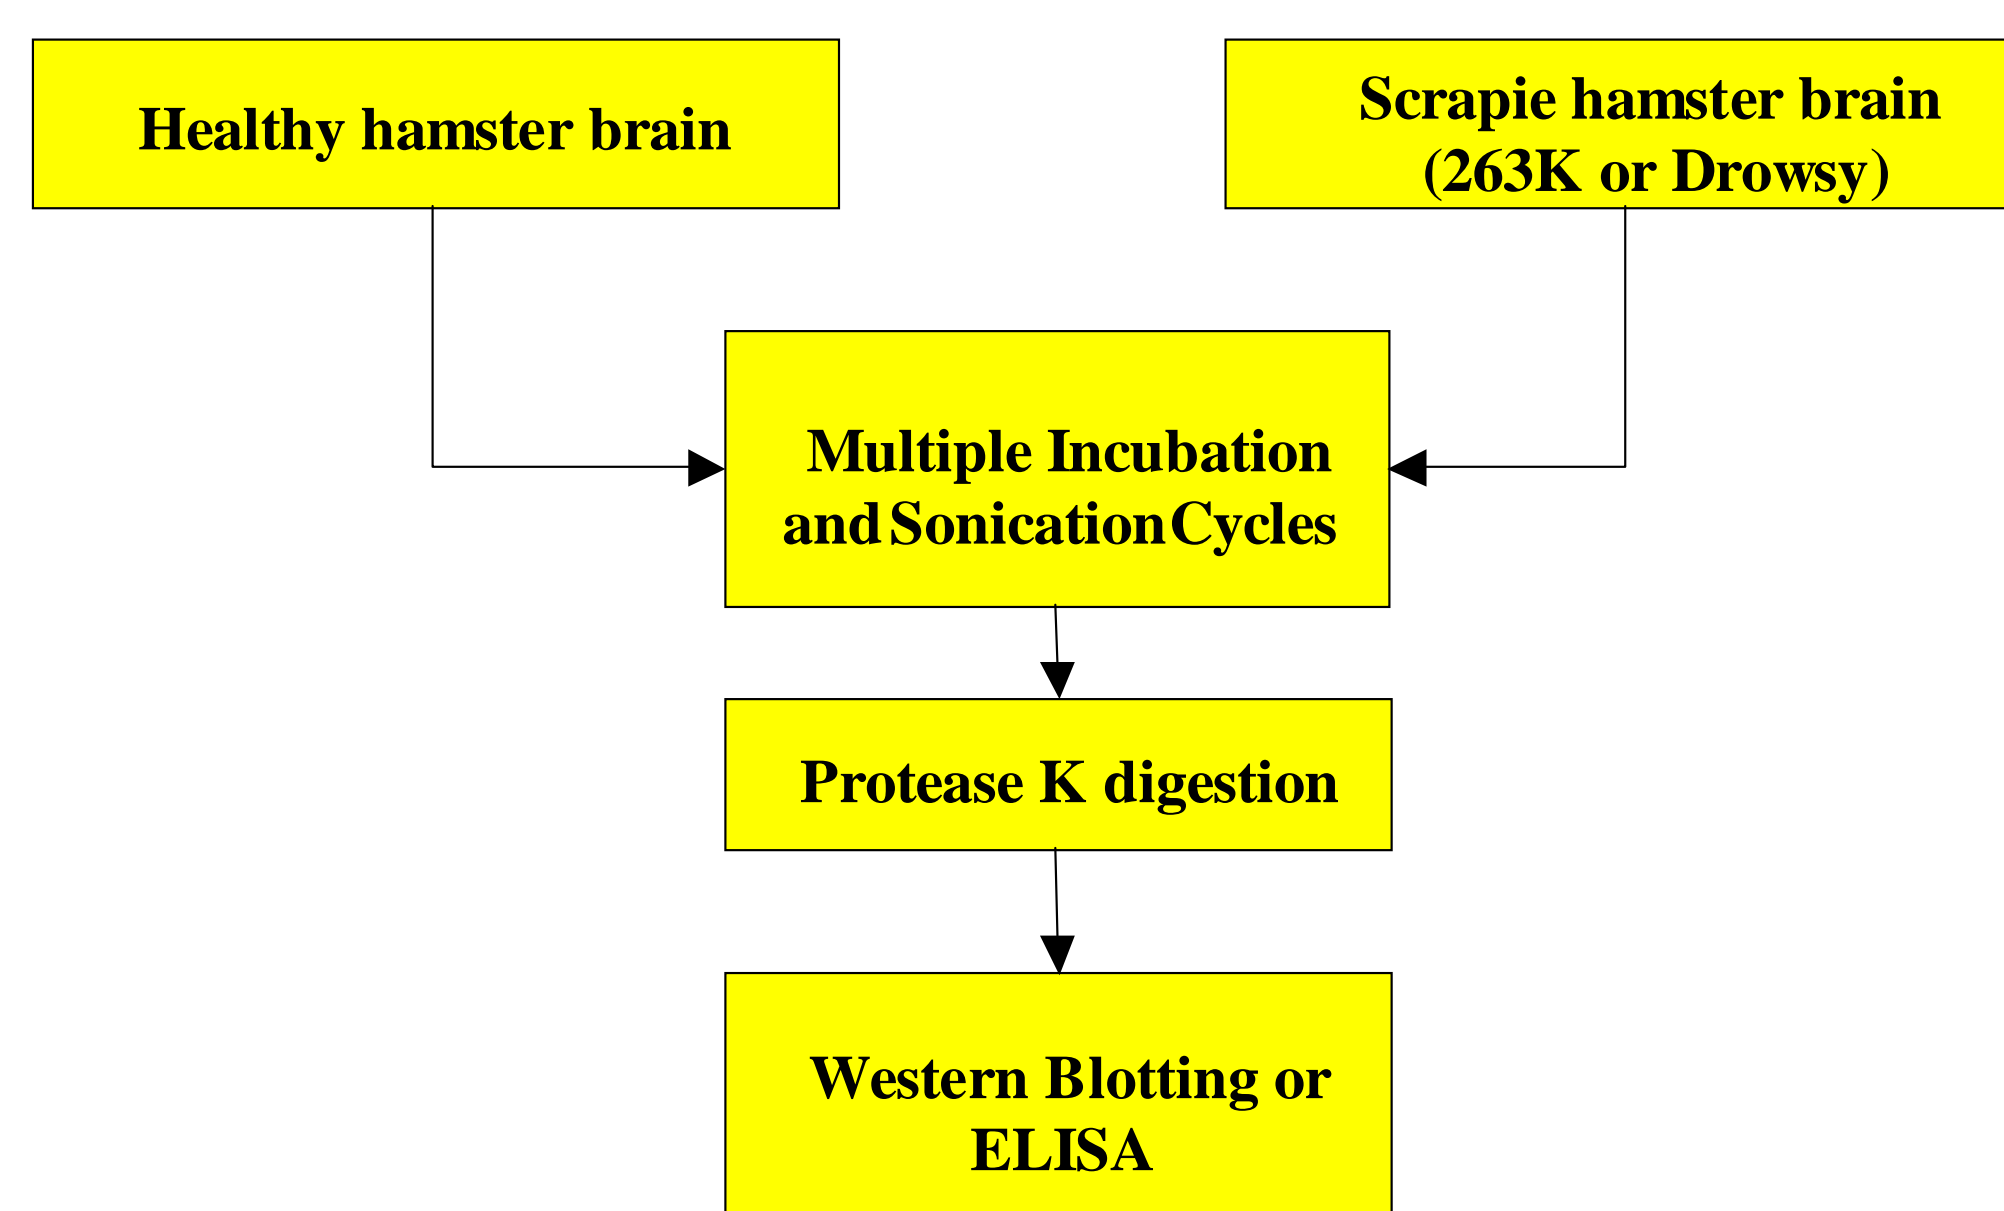 Healthy hamster brain
Scrapie hamster brain
(263K or Drowsy)
Multiple Incubation
and Sonication Cycles
Protease K digestion
Western Blotting or
ELISA